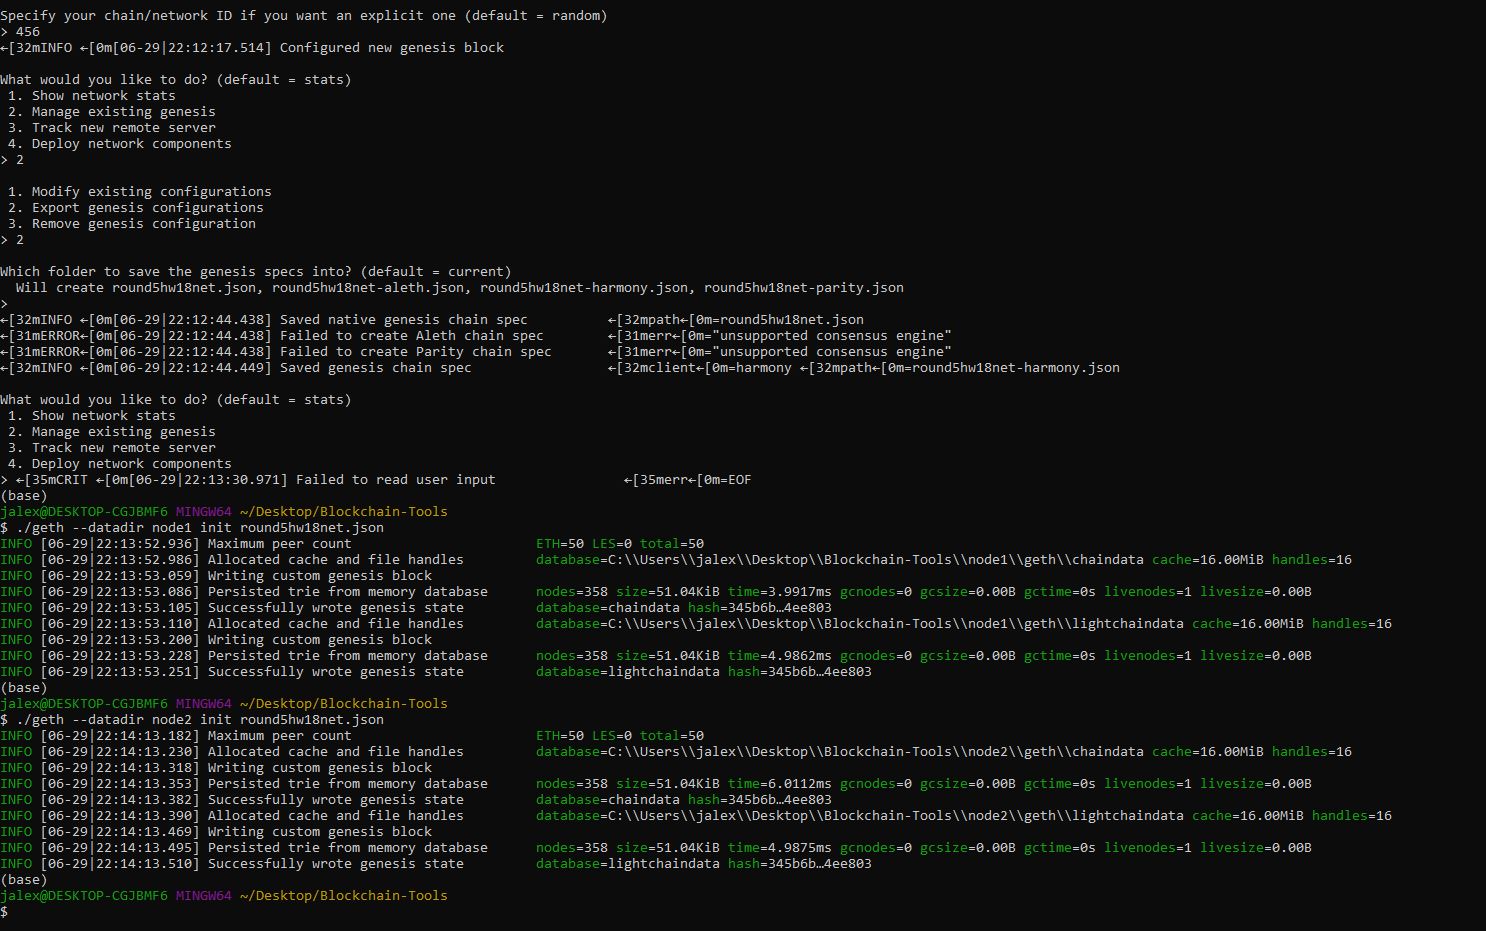 Specify your chain/network ID if you want an explicit one (default = random)
> 456
←[32mINFO ←[0m[06-29|22:12:17.514] Configured new genesis block
What would you like to do? (default = stats)
1. Show network stats
2. Manage existing genesis
3. Track new remote server
4. Deploy network components
> 2
1. Modify existing configurations
2. Export genesis configurations
3. Remove genesis configuration
> 2
Which folder to save the genesis specs into? (default = current)
Will create round5hw18net.json, round5hw18net-aleth.json, round5hw18net-harmony.json, round5hw18net-parity.json
>
←[32mINFO ←[0m[06-29|22:12:44.438] Saved native genesis chain spec ←[32mpath←[0m=round5hw18net.json
←[31mERROR←[0m[06-29|22:12:44.438] Failed to create Aleth chain spec ←[31merr←[0m="unsupported consensus engine"
←[31mERROR←[0m[06-29|22:12:44.438] Failed to create Parity chain spec ←[31merr←[0m="unsupported consensus engine"
←[32mINFO ←[0m[06-29|22:12:44.449] Saved genesis chain spec ←[32mclient←[0m=harmony ←[32mpath←[0m=round5hw18net-harmony.json
What would you like to do? (default = stats)
1. Show network stats
2. Manage existing genesis
3. Track new remote server
4. Deploy network components
> ←[35mCRIT ←[0m[06-29|22:13:30.971] Failed to read user input ←[35merr←[0m=EOF
(base)
jalex@DESKTOP-CGJBMF6 MINGW64 ~/Desktop/Blockchain-Tools
$ ./geth --datadir node1 init round5hw18net.json
INFO [06-29|22:13:52.936] Maximum peer count ETH=50 LES=0 total=50
INFO [06-29|22:13:52.986] Allocated cache and file handles database=C:\\Users\\jalex\\Desktop\\Blockchain-Tools\\node1\\geth\\chaindata cache=16.00MiB handles=16
INFO [06-29|22:13:53.059] Writing custom genesis block
INFO [06-29|22:13:53.086] Persisted trie from memory database nodes=358 size=51.04KiB time=3.9917ms gcnodes=0 gcsize=0.00B gctime=0s livenodes=1 livesize=0.00B
INFO [06-29|22:13:53.105] Successfully wrote genesis state database=chaindata hash=345b6b…4ee803
INFO [06-29|22:13:53.110] Allocated cache and file handles database=C:\\Users\\jalex\\Desktop\\Blockchain-Tools\\node1\\geth\\lightchaindata cache=16.00MiB handles=16
INFO [06-29|22:13:53.200] Writing custom genesis block
INFO [06-29|22:13:53.228] Persisted trie from memory database nodes=358 size=51.04KiB time=4.9862ms gcnodes=0 gcsize=0.00B gctime=0s livenodes=1 livesize=0.00B
INFO [06-29|22:13:53.251] Successfully wrote genesis state database=lightchaindata hash=345b6b…4ee803
(base)
jalex@DESKTOP-CGJBMF6 MINGW64 ~/Desktop/Blockchain-Tools
$ ./geth --datadir node2 init round5hw18net.json
INFO [06-29|22:14:13.182] Maximum peer count ETH=50 LES=0 total=50
INFO [06-29|22:14:13.230] Allocated cache and file handles database=C:\\Users\\jalex\\Desktop\\Blockchain-Tools\\node2\\geth\\chaindata cache=16.00MiB handles=16
INFO [06-29|22:14:13.318] Writing custom genesis block
INFO [06-29|22:14:13.353] Persisted trie from memory database nodes=358 size=51.04KiB time=6.0112ms gcnodes=0 gcsize=0.00B gctime=0s livenodes=1 livesize=0.00B
INFO [06-29|22:14:13.382] Successfully wrote genesis state database=chaindata hash=345b6b…4ee803
INFO [06-29|22:14:13.390] Allocated cache and file handles database=C:\\Users\\jalex\\Desktop\\Blockchain-Tools\\node2\\geth\\lightchaindata cache=16.00MiB handles=16
INFO [06-29|22:14:13.469] Writing custom genesis block
INFO [06-29|22:14:13.495] Persisted trie from memory database nodes=358 size=51.04KiB time=4.9875ms gcnodes=0 gcsize=0.00B gctime=0s livenodes=1 livesize=0.00B
INFO [06-29|22:14:13.510] Successfully wrote genesis state database=lightchaindata hash=345b6b…4ee803
(base)
jalex@DESKTOP-CGJBMF6 MINGW64 ~/Desktop/Blockchain-Tools
$